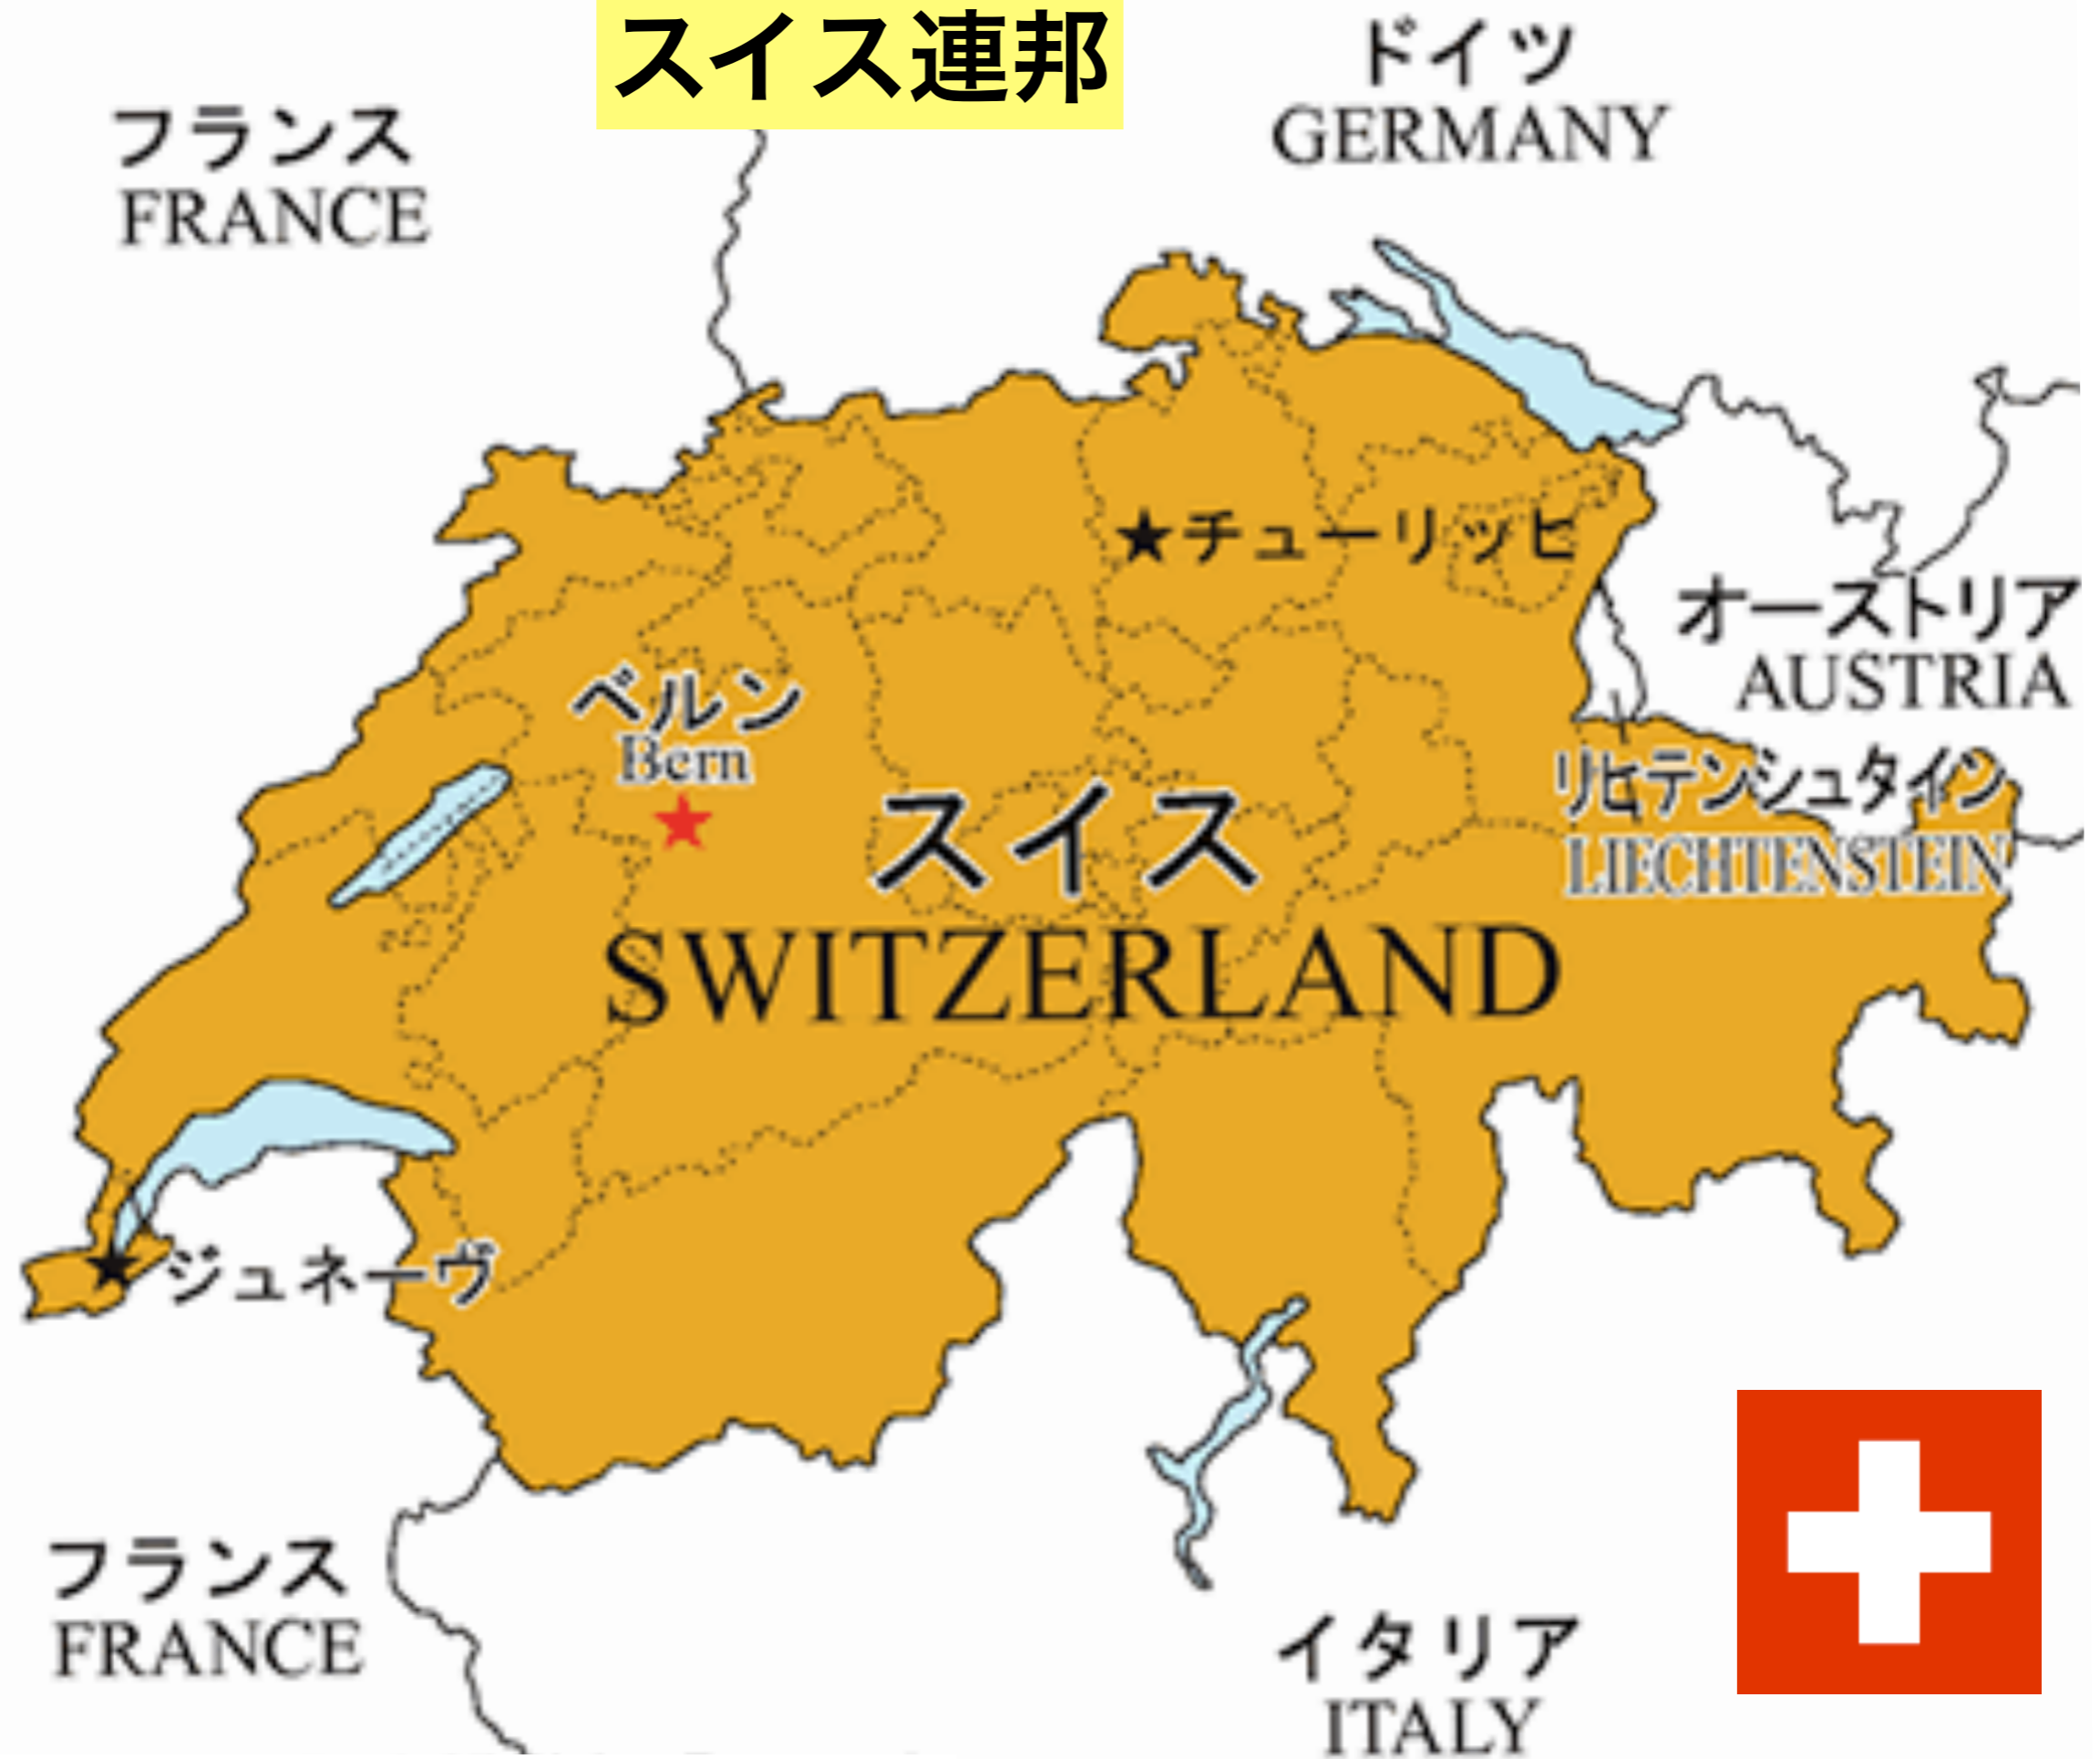 スイス連邦
ドイツ
GERMANY
フランス
FRANCE
チューリッヒ
オーストリア
AUSTRIA
ベルン
Bern
リヒテンシュタイン
LIECHTENSTEIN
スイス
SWITZERLAND
ジュネーヴ
フランス
FRANCE
イタリア
ITALY